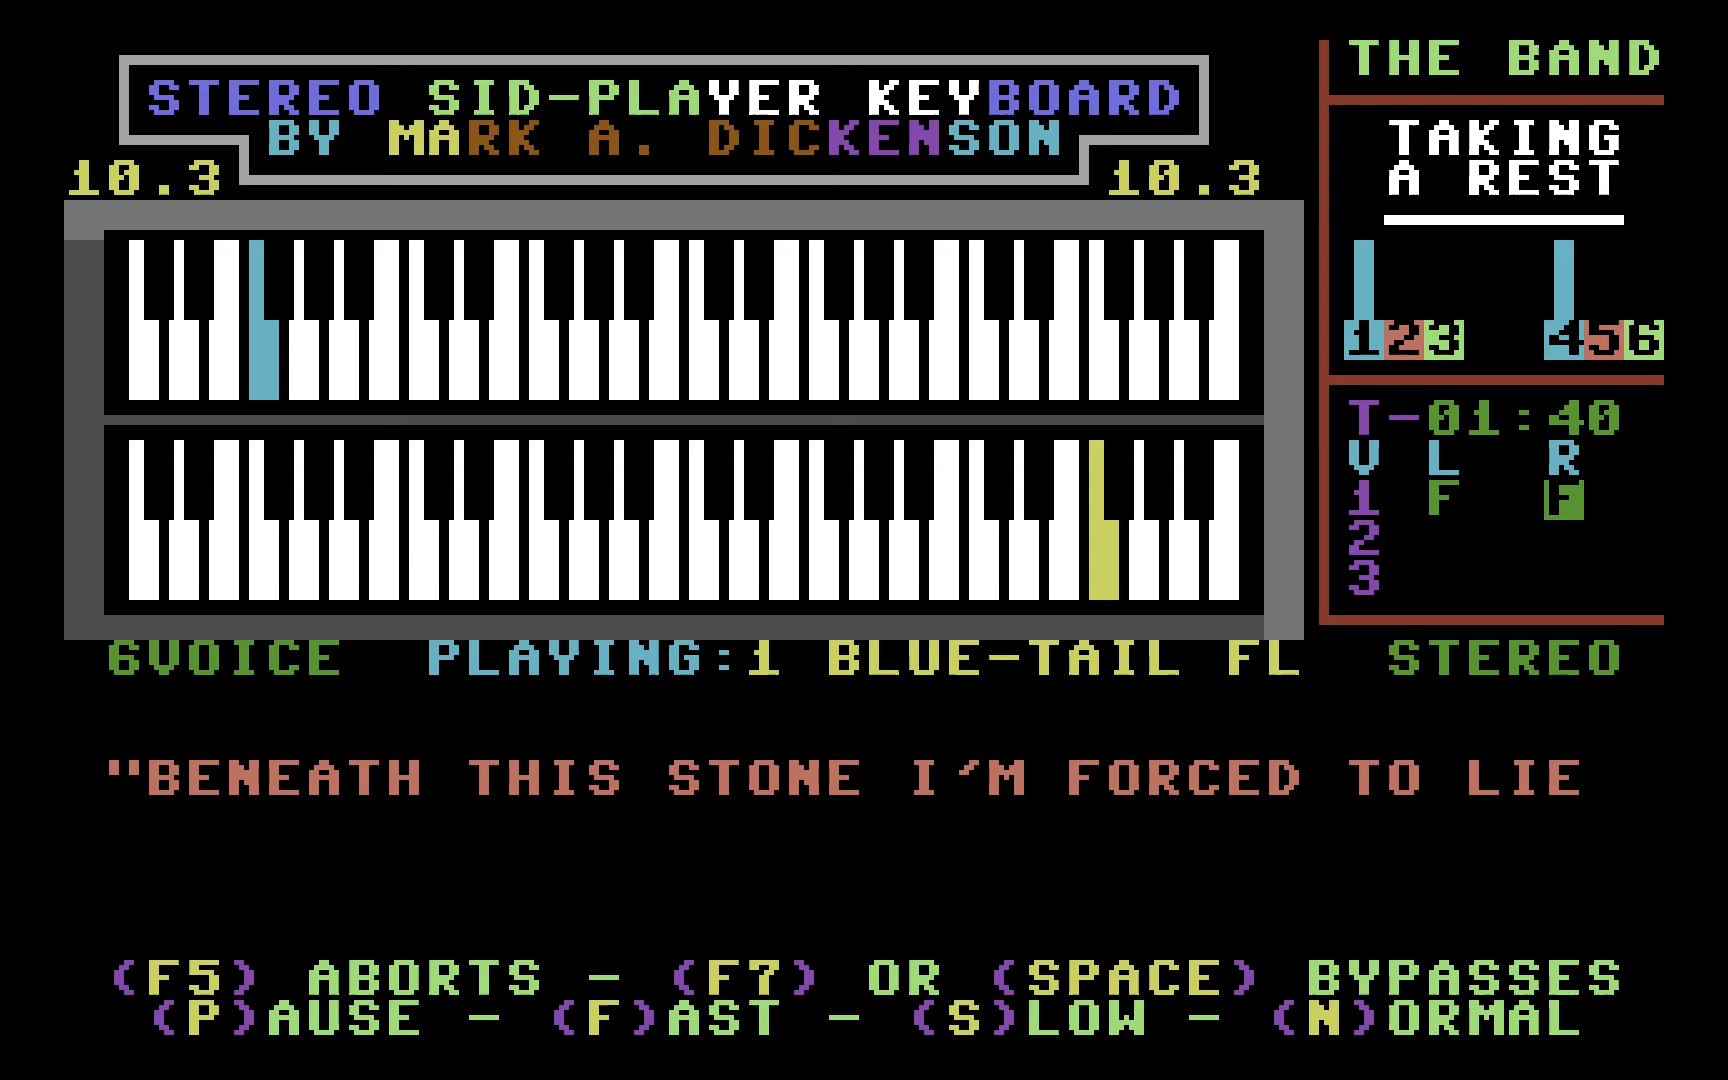 STEREO SID-PLAYER KEYBOARD
BY MARK A. DICKENSON
10.3 10.3
THE BAND
TAKING
A REST
123 456
T-01:40
V L R
1 F F
2
3
6VOICE PLAYING:1 BLUE-TAIL FL STEREO
"BENEATH THIS STONE I'M FORCED TO LIE
(F5) ABORTS - (F7) OR (SPACE) BYPASSES
(P)AUSE - (F)AST - (S)LOW - (N)ORMAL